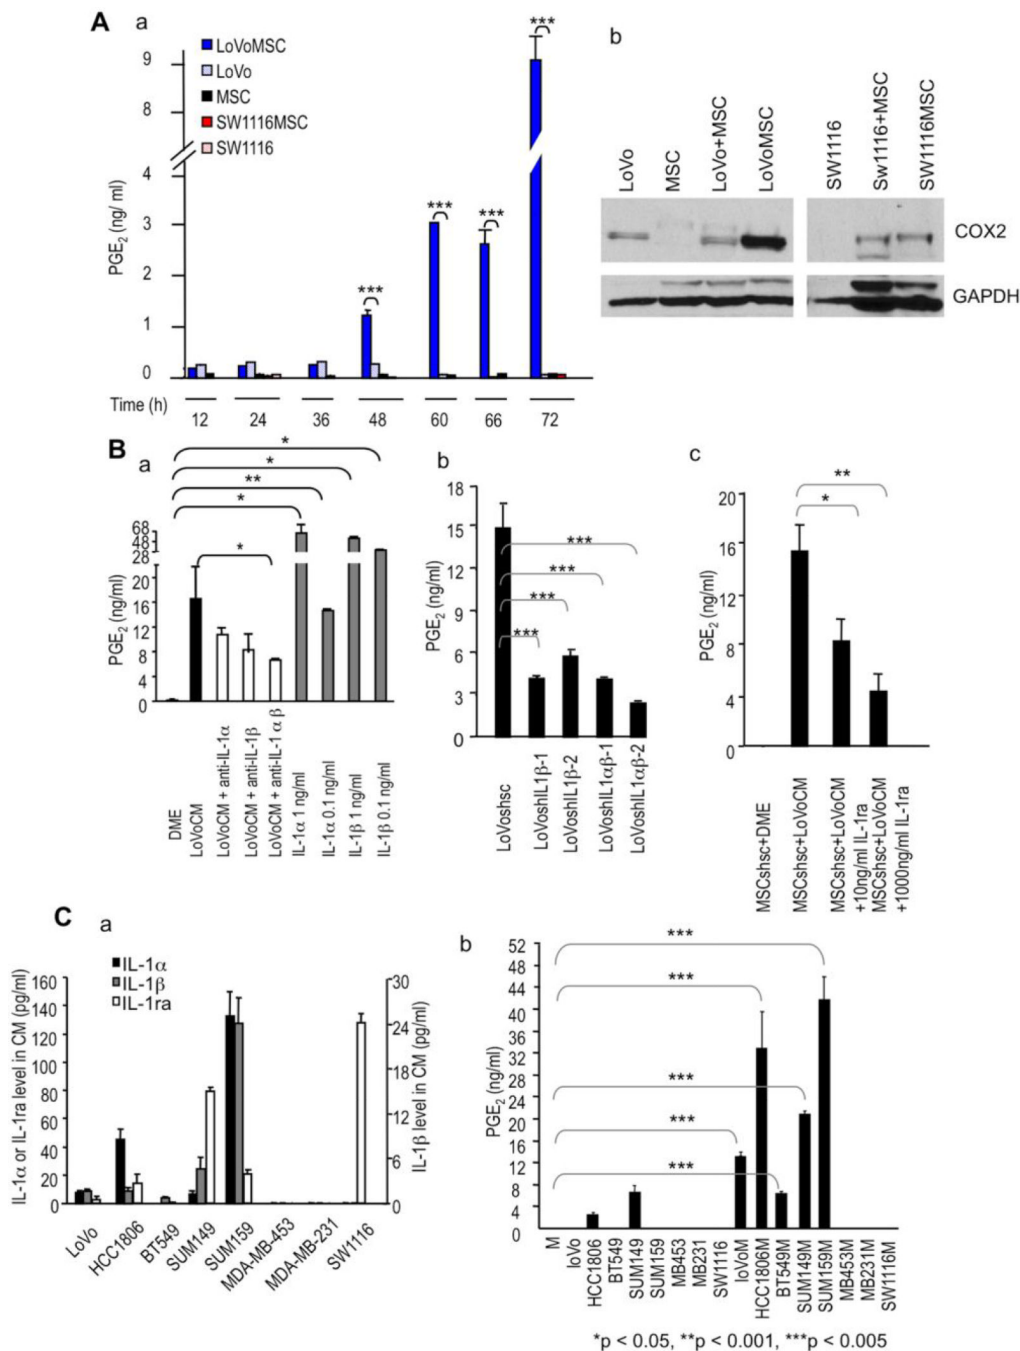 A a
LoVoMSC
LoVo
MSC
SW1116MSC
SW1116
***
9
8
4
3
2
1
0
PGE₂ (ng/ ml)
***
***
***
Time (h)
12 24 36 48 60 66 72
b
LoVo
MSC
LoVo+MSC
LoVoMSC
SW1116
Sw1116+MSC
SW1116MSC
COX2
GAPDH
B a
*
*
**
*
*
68
48
28
20
16
12
8
4
0
PGE₂ (ng/ml)
DME
LoVoCM
LoVoCM + anti-IL-1α
LoVoCM + anti-IL-1β
LoVoCM + anti-IL-1 α β
IL-1α 1 ng/ml)
IL-1α 0.1 ng/ml)
IL-1β 1 ng/ml)
IL-1β 0.1 ng/ml)
b
18
15
12
9
6
3
0
PGE₂ (ng/ml)
***
***
***
***
LoVoshsc
LoVoshIL1β-1
LoVoshIL1β-2
LoVoshIL1αβ-1
LoVoshIL1αβ-2
c
**
*
20
16
12
8
4
0
PGE₂ (ng/ml)
MSCshsc+DME
MSCshsc+LoVoCM
MSCshsc+LoVoCM
+10ng/ml IL-1ra
MSCshsc+LoVoCM
+1000ng/ml IL-1ra
C a
IL-1α
IL-1β
IL-1ra
160
140
120
100
80
60
40
20
0
IL-1α or IL-1ra level in CM (pg/ml)
30
24
18
12
6
0
IL-1β level in CM (pg/ml)
LoVo
HCC1806
BT549
SUM149
SUM159
MDA-MB-453
MDA-MB-231
SW1116
b
52
48
44
40
36
32
28
24
20
16
12
8
4
0
PGE₂ (ng/ml)
***
***
***
***
***
M
loVo
HCC1806
BT549
SUM149
SUM159
MB453
MB231
SW1116
loVoM
HCC1806M
BT549M
SUM149M
SUM159M
MB453M
MB231M
SW116M
*p < 0.05, **p < 0.001, ***p < 0.005